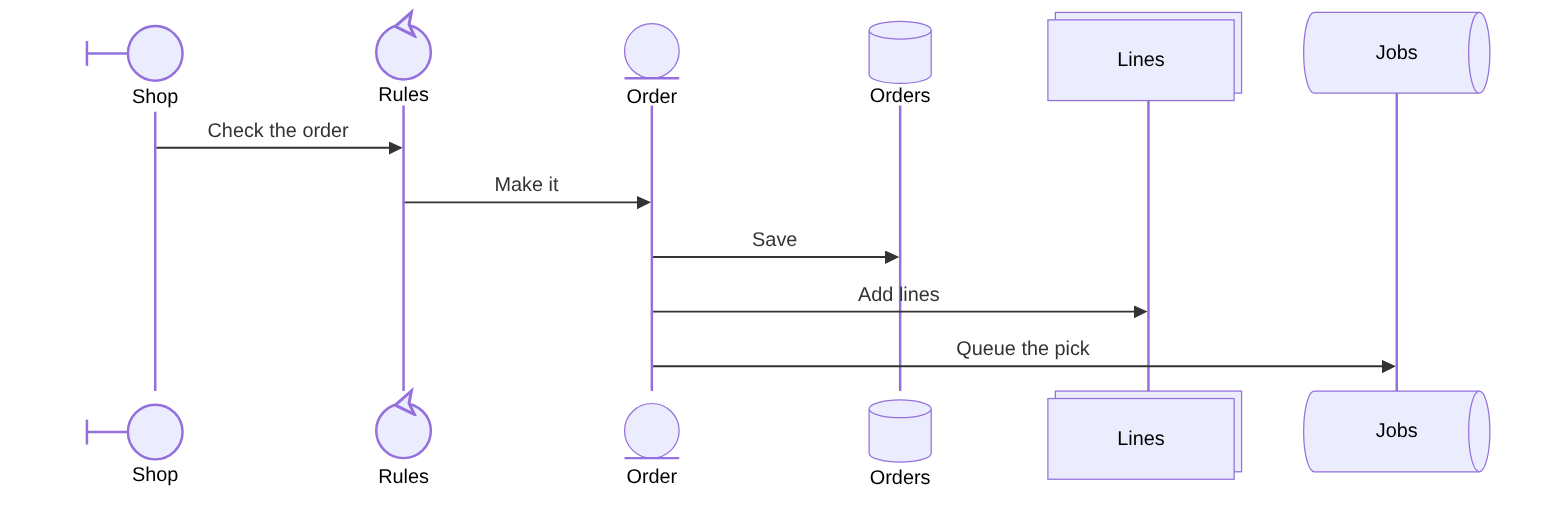 Shop
Rules
Order
Orders
Lines
Jobs
Check the order
Make it
Save
Add lines
Queue the pick
Shop
Rules
Order
Orders
Lines
Jobs